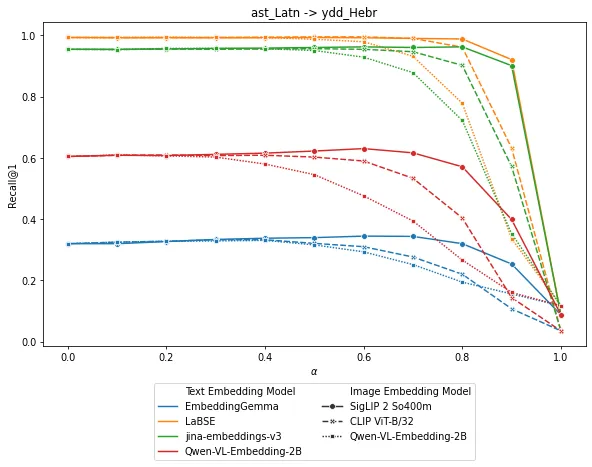 ast_Latn -> ydd_Hebr
Recall@1
1.0
0.8
0.6
0.4
0.2
0.0
0.0 0.2 0.4 0.6 0.8 1.0
α
Text Embedding Model
EmbeddingGemma
LaBSE
jina-embeddings-v3
Qwen-VL-Embedding-2B
Image Embedding Model
SigLIP 2 So400m
CLIP ViT-B/32
Qwen-VL-Embedding-2B